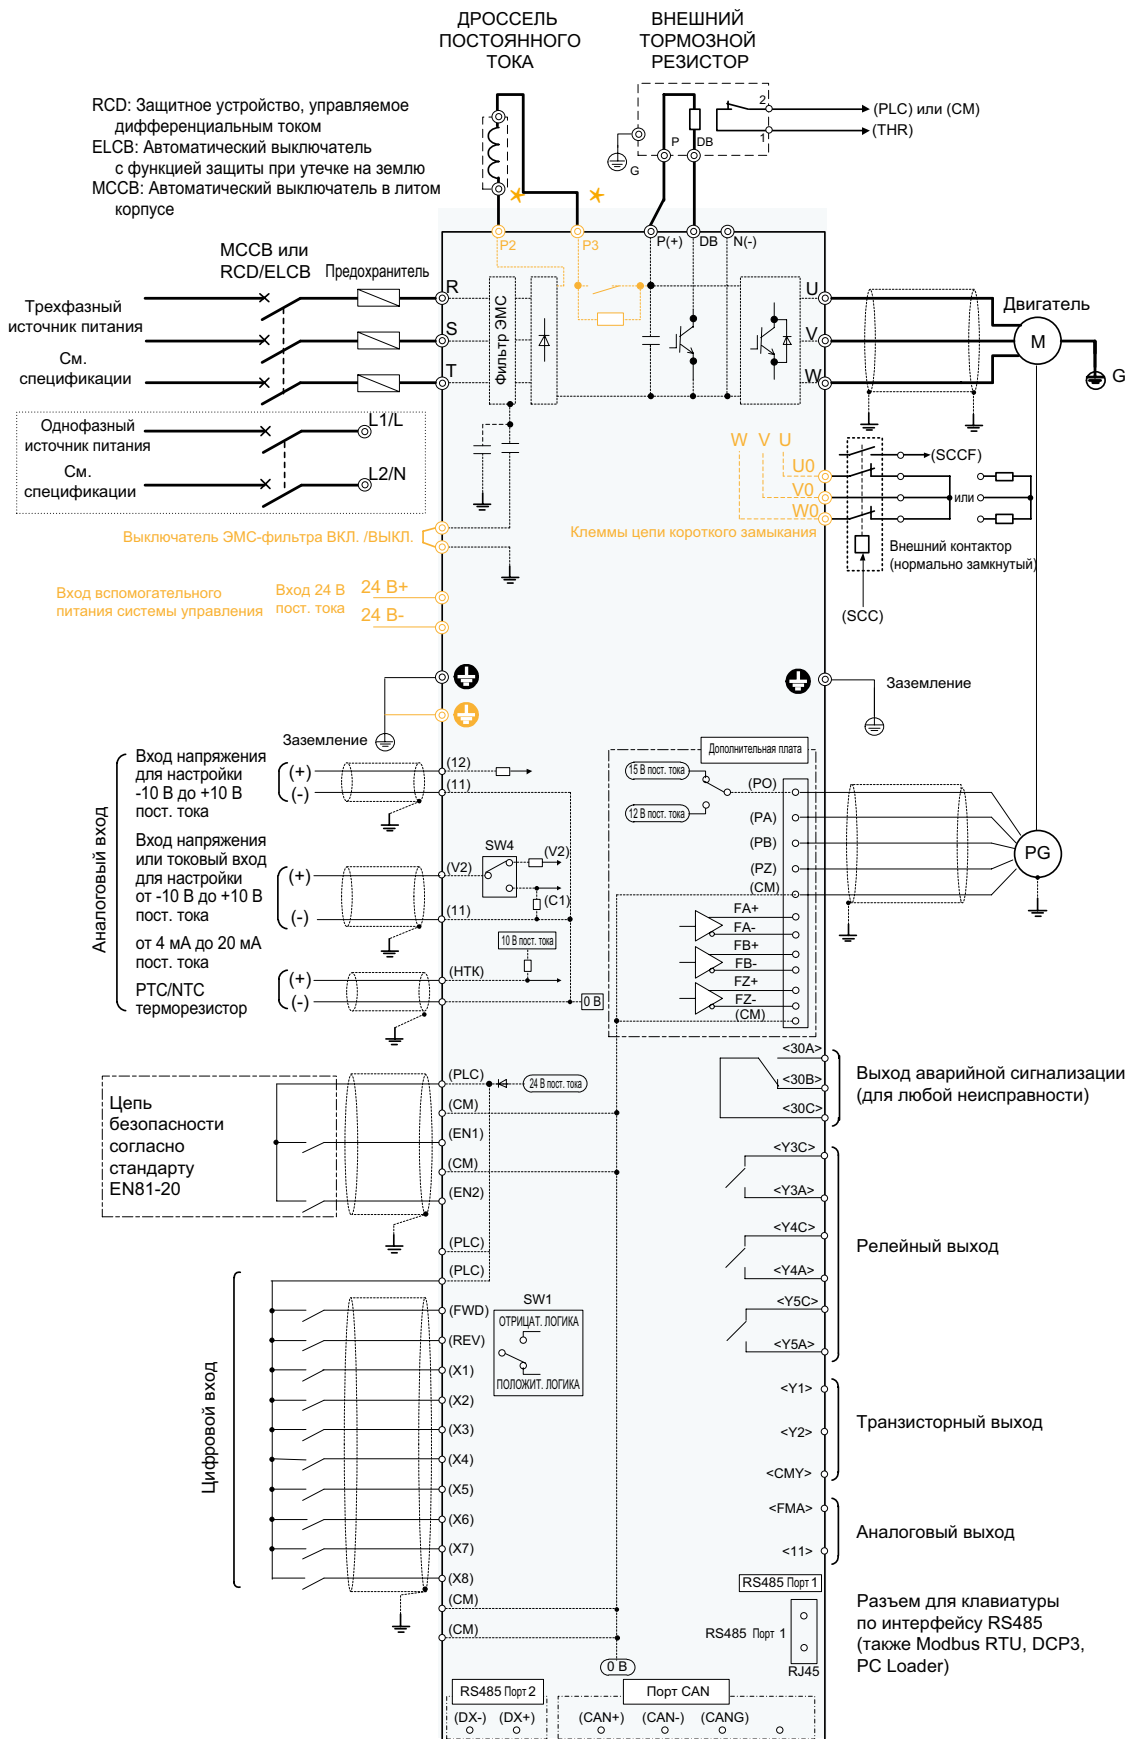 ДРОССЕЛЬ
ПОСТОЯННОГО
ТОКА
ВНЕШНИЙ
ТОРМОЗНОЙ
РЕЗИСТОР
RCD: Защитное устройство, управляемое
дифференциальным током
ELCB: Автоматический выключатель
с функцией защиты при утечке на землю
MCCB: Автоматический выключатель в литом
корпусе
2
1
(PLC) или (CM)
(THR)
P
DB
G
P2
P3
P(+)
DB
N(-)
MCCB или
RCD/ELCB
Предохранитель
Трехфазный
источник питания
См.
спецификации
R
S
T
Фильтр ЭМС
U
V
W
Двигатель
M
G
Однофазный
источник питания
См.
спецификации
L1/L
L2/N
W V U
U0
V0
W0
(SCCF)
или
Клеммы цепи короткого замыкания
Внешний контактор
(нормально замкнутый)
(SCC)
Выключатель ЭМС-фильтра ВКЛ. /ВЫКЛ.
Вход вспомогательного
питания системы управления
Вход 24 В
пост. тока
24 В+
24 В-
Заземление
Заземление
Аналоговый вход
Вход напряжения
для настройки
-10 В до +10 В
пост. тока
(+)
(-)
(12)
(11)
Вход напряжения
или токовый вход
для настройки
от -10 В до +10 В
пост. тока
от 4 мА до 20 мА
пост. тока
(+)
(-)
(V2)
(11)
SW4
(V2)
(C1)
10 В пост. тока
PTC/NTC
терморезистор
(+)
(-)
(НТК)
0 В
Дополнительная плата
15 В пост. тока
12 В пост. тока
(PO)
(PA)
(PB)
(PZ)
(CM)
FA+
FA-
FB+
FB-
FZ+
FZ-
(CM)
PG
Цепь
безопасности
согласно
стандарту
EN81-20
(PLC)
24 В пост. тока
(CM)
(EN1)
(CM)
(EN2)
(PLC)
(PLC)
<30A>
<30B>
<30C>
Выход аварийной сигнализации
(для любой неисправности)
<Y3C>
<Y3A>
<Y4C>
<Y4A>
<Y5C>
<Y5A>
Релейный выход
Цифровой вход
(FWD)
(REV)
(X1)
(X2)
(X3)
(X4)
(X5)
(X6)
(X7)
(X8)
(CM)
(CM)
SW1
ОТРИЦАТ. ЛОГИКА
ПОЛОЖИТ. ЛОГИКА
<Y1>
<Y2>
<CMY>
Транзисторный выход
<FMA>
<11>
Аналоговый выход
RS485 Порт 1
RS485 Порт 1
RJ45
Разъем для клавиатуры
по интерфейсу RS485
(также Modbus RTU, DCP3,
PC Loader)
0 В
RS485 Порт 2
(DX-) (DX+)
Порт CAN
(CAN+) (CAN-) (CANG)